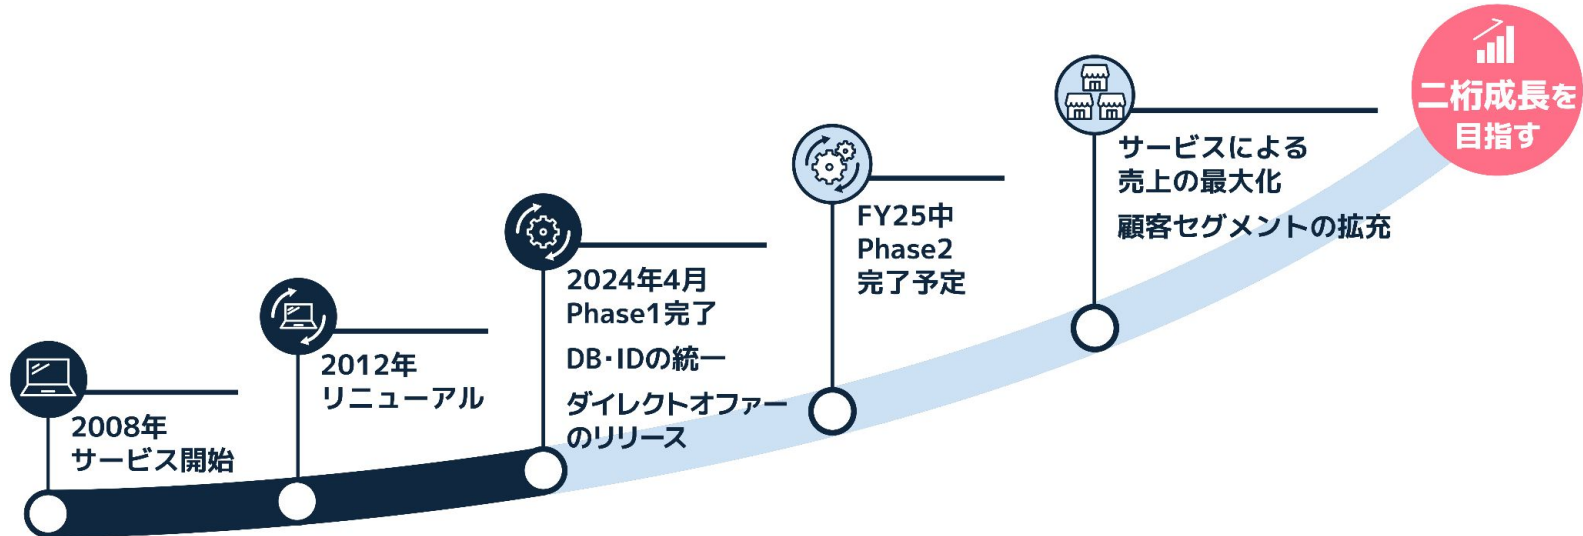 2008年
サービス開始
2012年
リニューアル
2024年4月
Phase1完了
DB・IDの統一
ダイレクトオファー
のリリース
FY25中
Phase2
完了予定
サービスによる
売上の最大化
顧客セグメントの拡充
二桁成長を
目指す